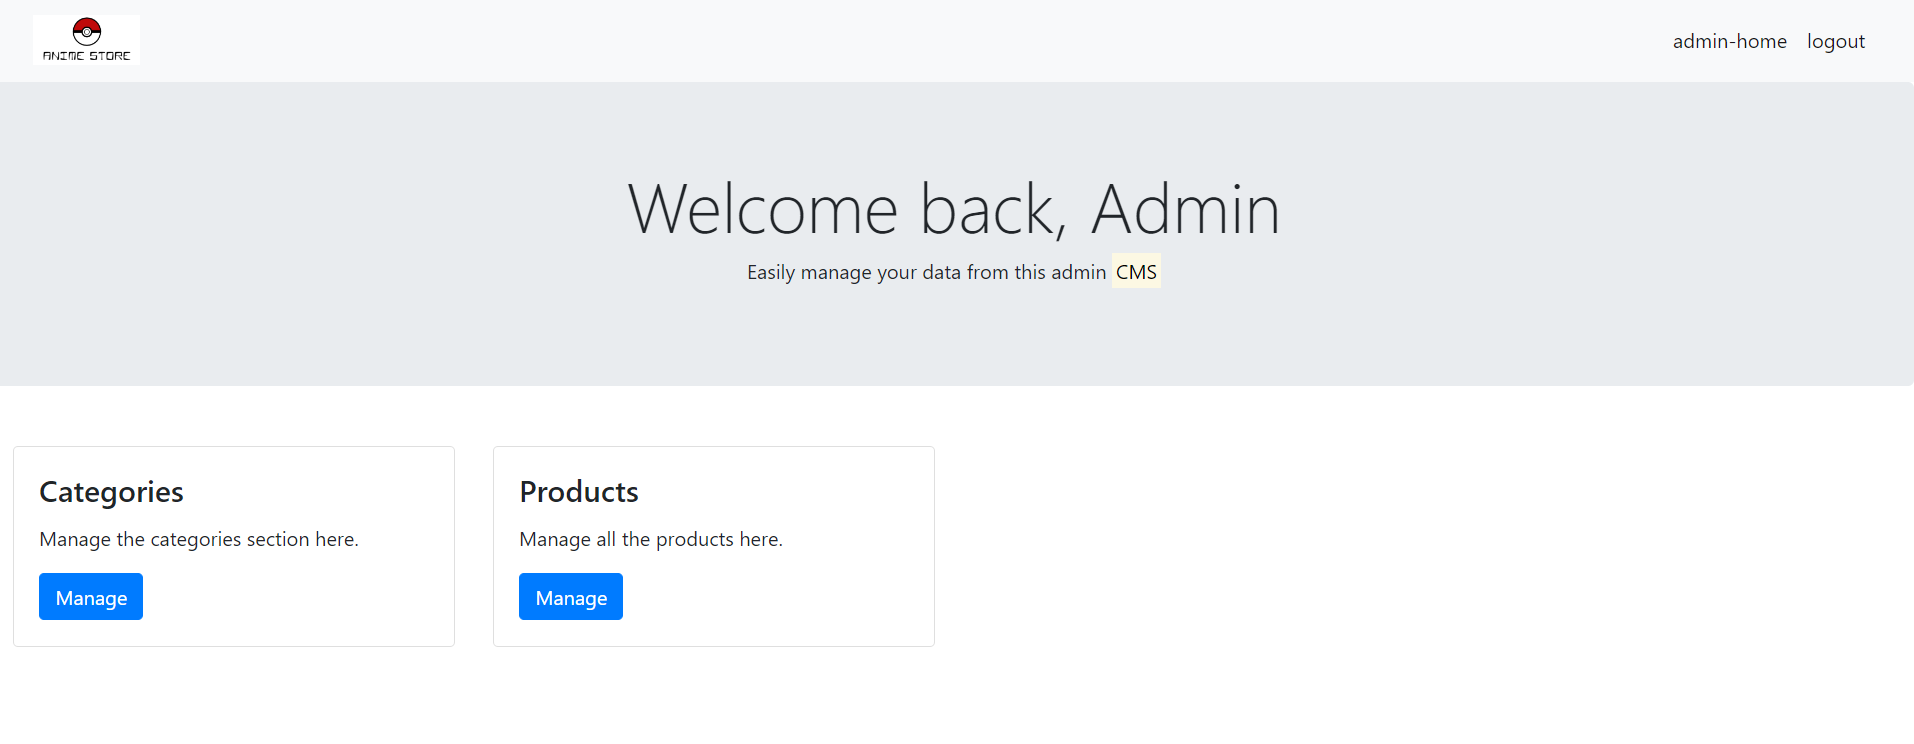 ANIME STORE
admin-home logout
Welcome back, Admin
Easily manage your data from this admin CMS
Categories
Manage the categories section here.
Manage
Products
Manage all the products here.
Manage